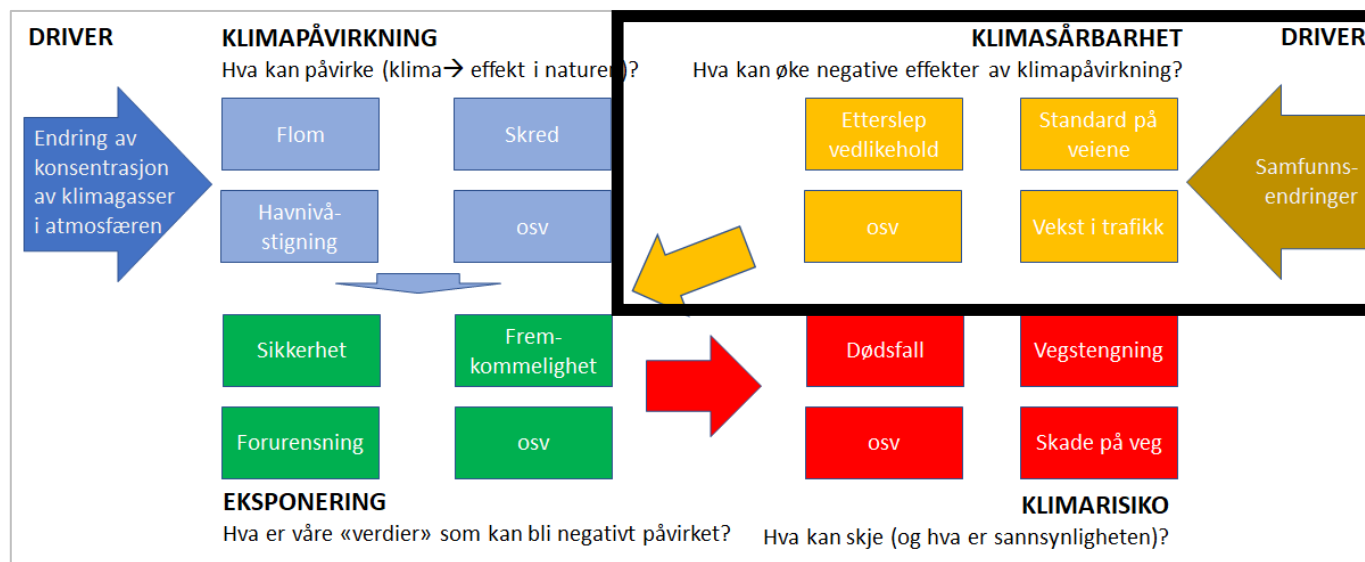 DRIVER
KLIMAPÅVIRKNING
Hva kan påvirke (klima→ effekt i naturen)?
Endring av
konsentrasjon
av klimagasser
i atmosfæren
Flom
Skred
Havnivå-
stigning
osv
KLIMASÅRBARHET
DRIVER
Hva kan øke negative effekter av klimapåvirkning?
Etterslep
vedlikehold
Standard på
veiene
osv
Vekst i trafikk
Samfunns-
endringer
Sikkerhet
Frem-
kommelighet
Forurensning
osv
EKSPONERING
Hva er våre «verdier» som kan bli negativt påvirket?
Dødsfall
Vegstengning
osv
Skade på veg
KLIMARISIKO
Hva kan skje (og hva er sannsynligheten)?